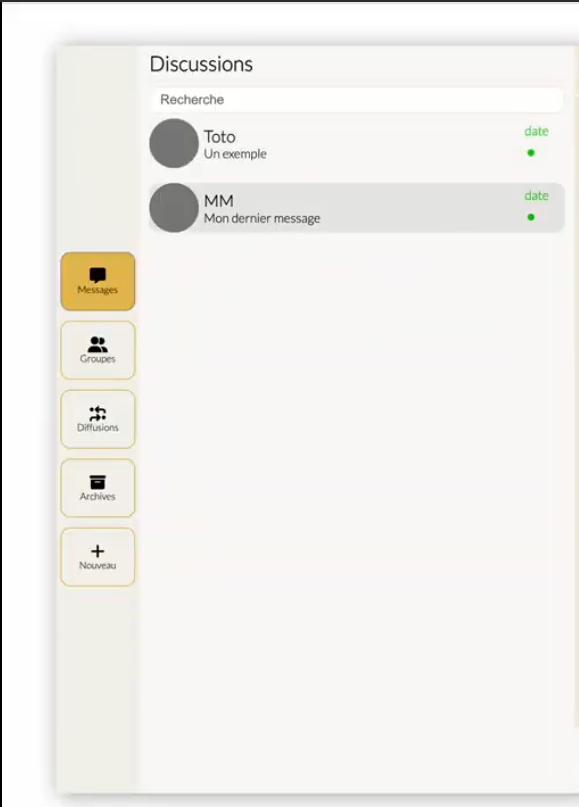 Discussions
Recherche
Toto
date
Un exemple
MM
date
Mon dernier message
Messages
Groupes
Diffusions
Archives
Nouveau